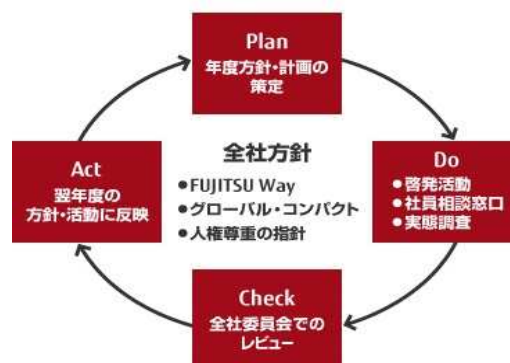 Plan
年度方針・計画の
策定
Do
●啓発活動
●社員相談窓口
●実態調査
Check
全社委員会での
レビュー
Act
翌年度の
方針・活動に反映
全社方針
●FUJITSU Way
●グローバル・コンパクト
●人権尊重の指針